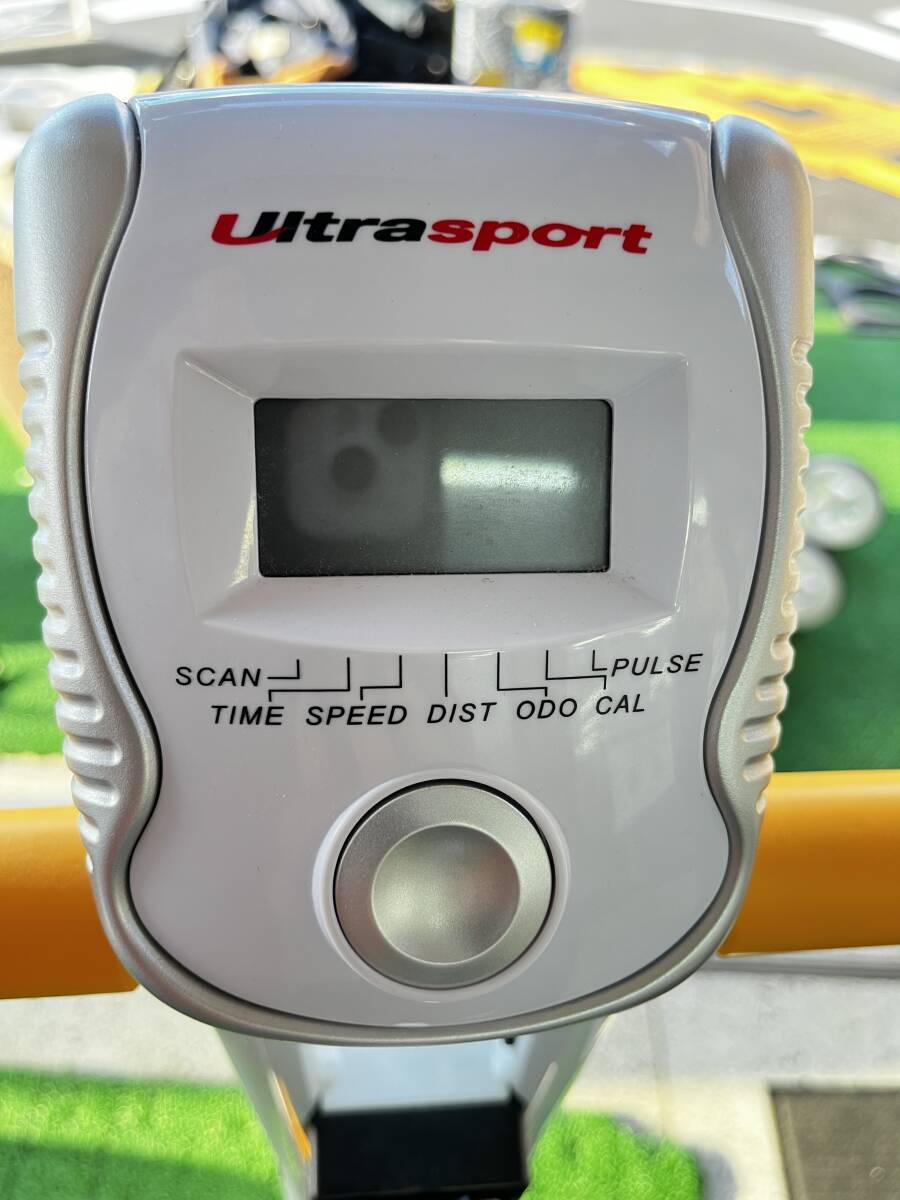 Ultrasport
SCAN PULSE
TIME SPEED DIST ODO CAL